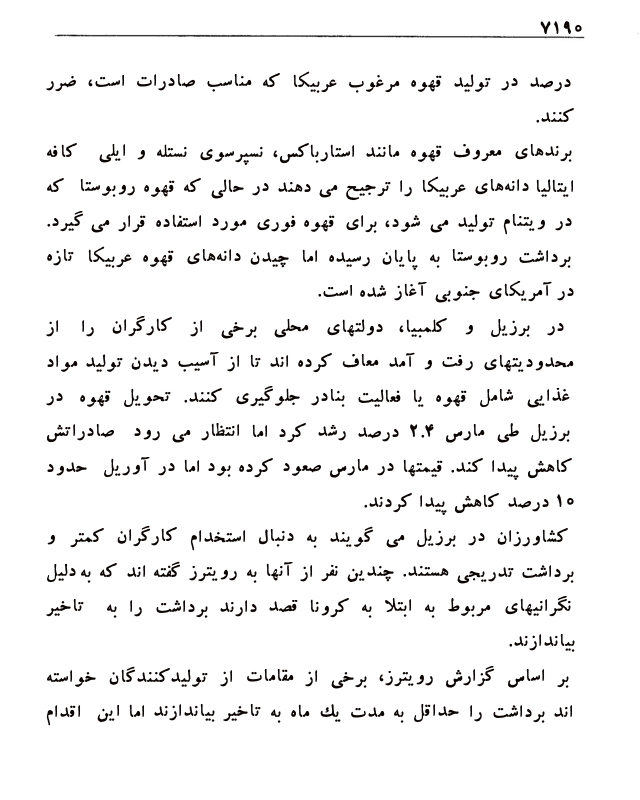 ۷۱۹۰
درصد در تولید قهوه مرغوب عربیکا که مناسب صادرات است، ضرر
کنند.
برندهای معروف قهوه مانند استارباکس، نسپرسوی نستله و ایلی کافه
ایتالیا دانه‌های عربیکا را ترجیح می دهند در حالی که قهوه روبوستا که
در ویتنام تولید می شود، برای قهوه فوری مورد استفاده قرار می گیرد.
برداشت روبوستا به پایان رسیده اما چیدن دانه‌های قهوه عربیکا تازه
در آمریکای جنوبی آغاز شده است.
در برزیل و کلمبیا، دولتهای محلی برخی از کارگران را از
محدودیتهای رفت و آمد معاف کرده اند تا از آسیب دیدن تولید مواد
غذایی شامل قهوه یا فعالیت بنادر جلوگیری کنند. تحویل قهوه در
برزیل طی مارس ۲.۴ درصد رشد کرد اما انتظار می رود صادراتش
کاهش پیدا کند. قیمتها در مارس صعود کرده بود اما در آوریل حدود
۱۰ درصد کاهش پیدا کردند.
کشاورزان در برزیل می گویند به دنبال استخدام کارگران کمتر و
برداشت تدریجی هستند. چندین نفر از آنها به رویترز گفته اند که به دلیل
نگرانیهای مربوط به ابتلا به کرونا قصد دارند برداشت را به تاخیر
بیاندازند.
بر اساس گزارش رویترز، برخی از مقامات از تولیدکنندگان خواسته
اند برداشت را حداقل به مدت یك ماه به تاخیر بیاندازند اما این اقدام